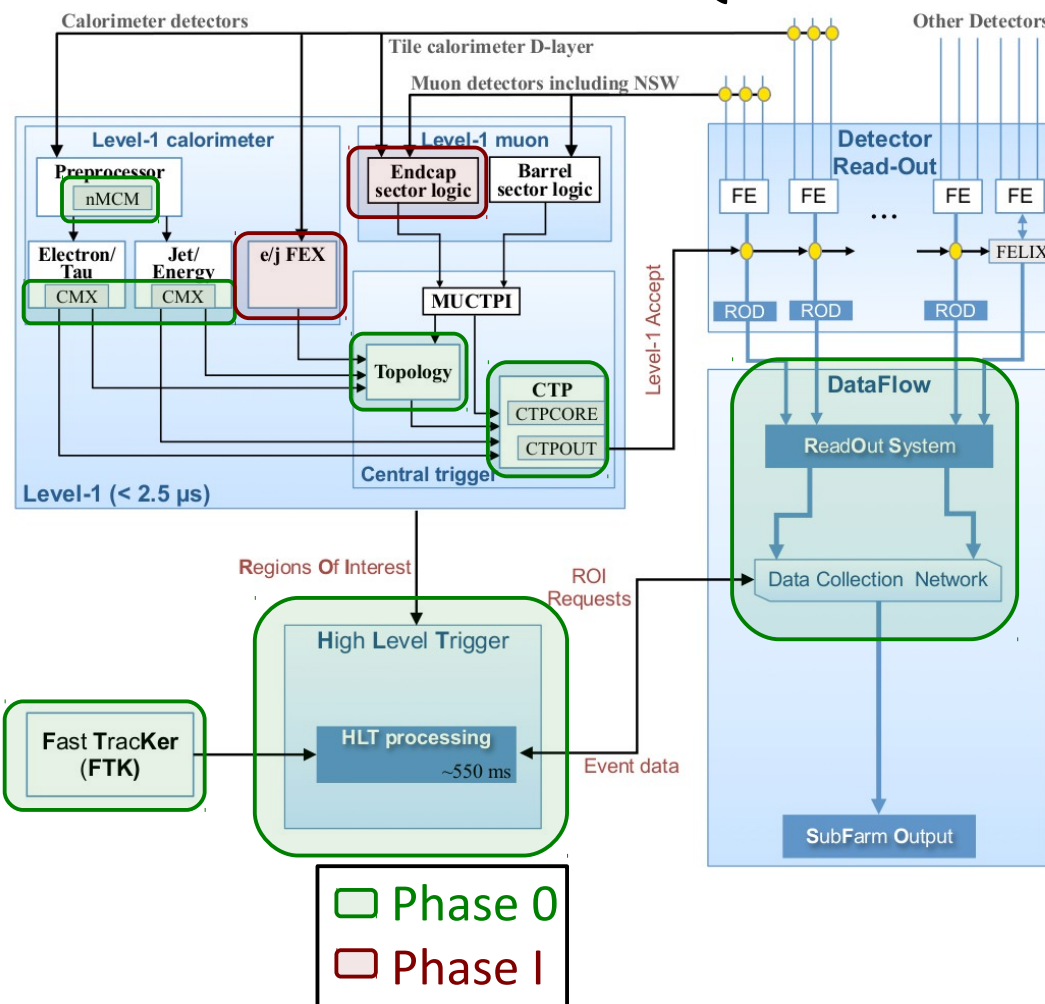 Calorimeter detectors
Other Detectors
Tile calorimeter D-layer
Muon detectors including NSW
Level-1 calorimeter
Level-1 muon
Detector
Read-Out
Preprocessor
nMCM
Endcap
sector logic
Barrel
sector logic
FE
FE
FE
FE
...
Electron/
Tau
CMX
Jet/
Energy
CMX
e/j FEX
FELIX
MUCTPI
ROD
ROD
ROD
Level-1 Accept
Topology
CTP
CTPCORE
CTPOUT
Central trigger
Level-1 (< 2.5 µs)
DataFlow
ReadOut System
Regions Of Interest
ROI
Requests
Data Collection Network
High Level Trigger
Fast TracKer
(FTK)
HLT processing
~550 ms
Event data
SubFarm Output
Phase 0
Phase I